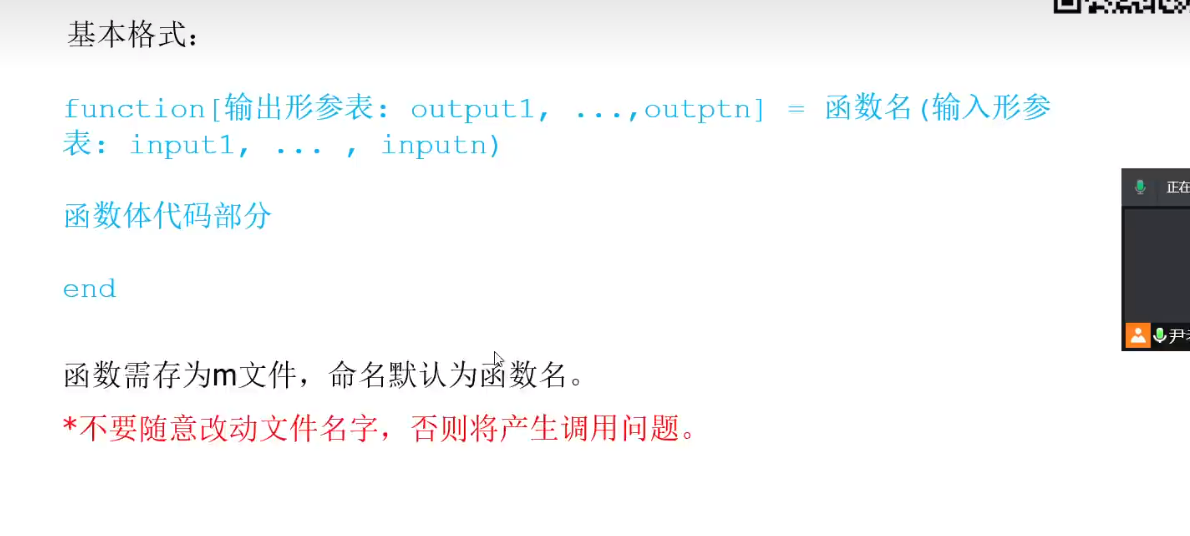 基本格式：
function[输出形参表: output1, ...,outptn] = 函数名(输入形参
表: input1, ... , inputn)
函数体代码部分
end
函数需存为m文件，命名默认为函数名。
*不要随意改动文件名字，否则将产生调用问题。
正在
尹